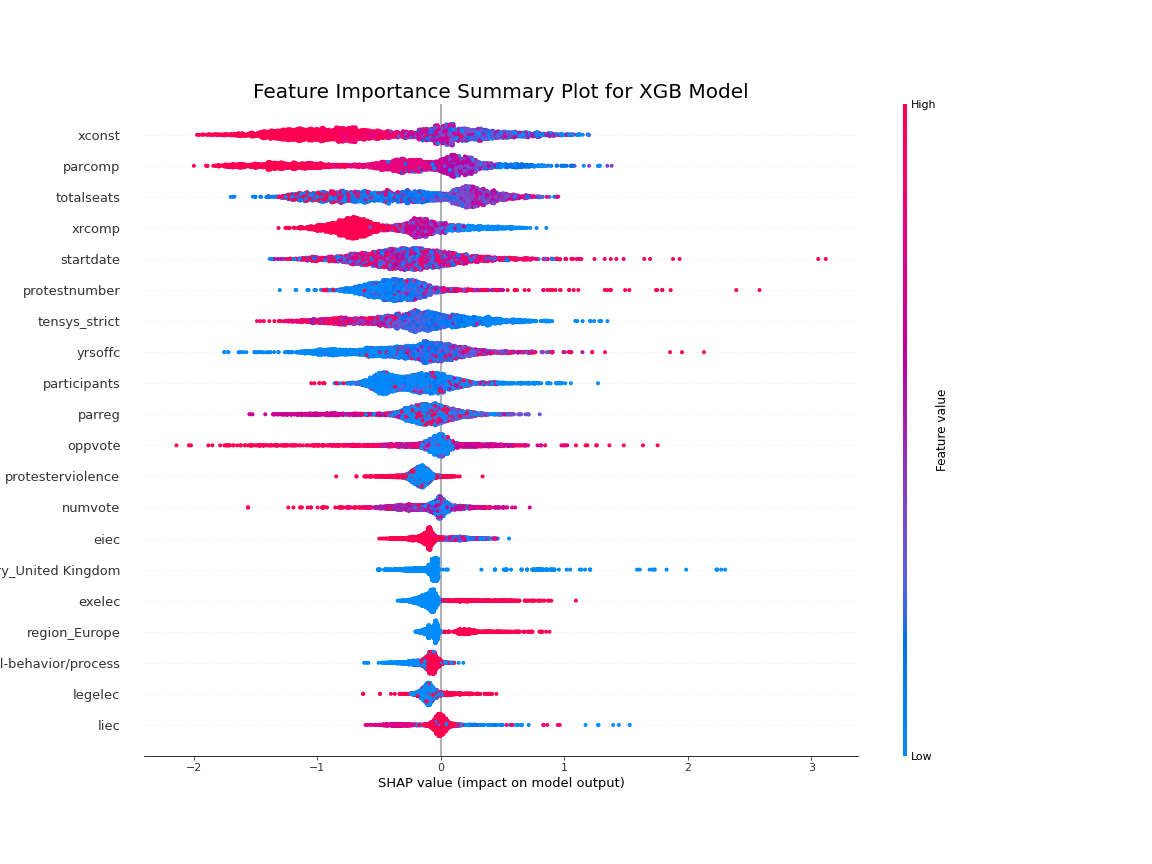 Feature Importance Summary Plot for XGB Model
High
xconst
parcomp
totalseats
xrcomp
startdate
protestnumber
tensys_strict
yrsoffc
participants
parreg
oppvote
protesterviolence
numvote
eiec
ry_United Kingdom
exelec
region_Europe
l-behavior/process
legelec
liec
Feature value
Low
−2
−1
0
1
2
3
SHAP value (impact on model output)